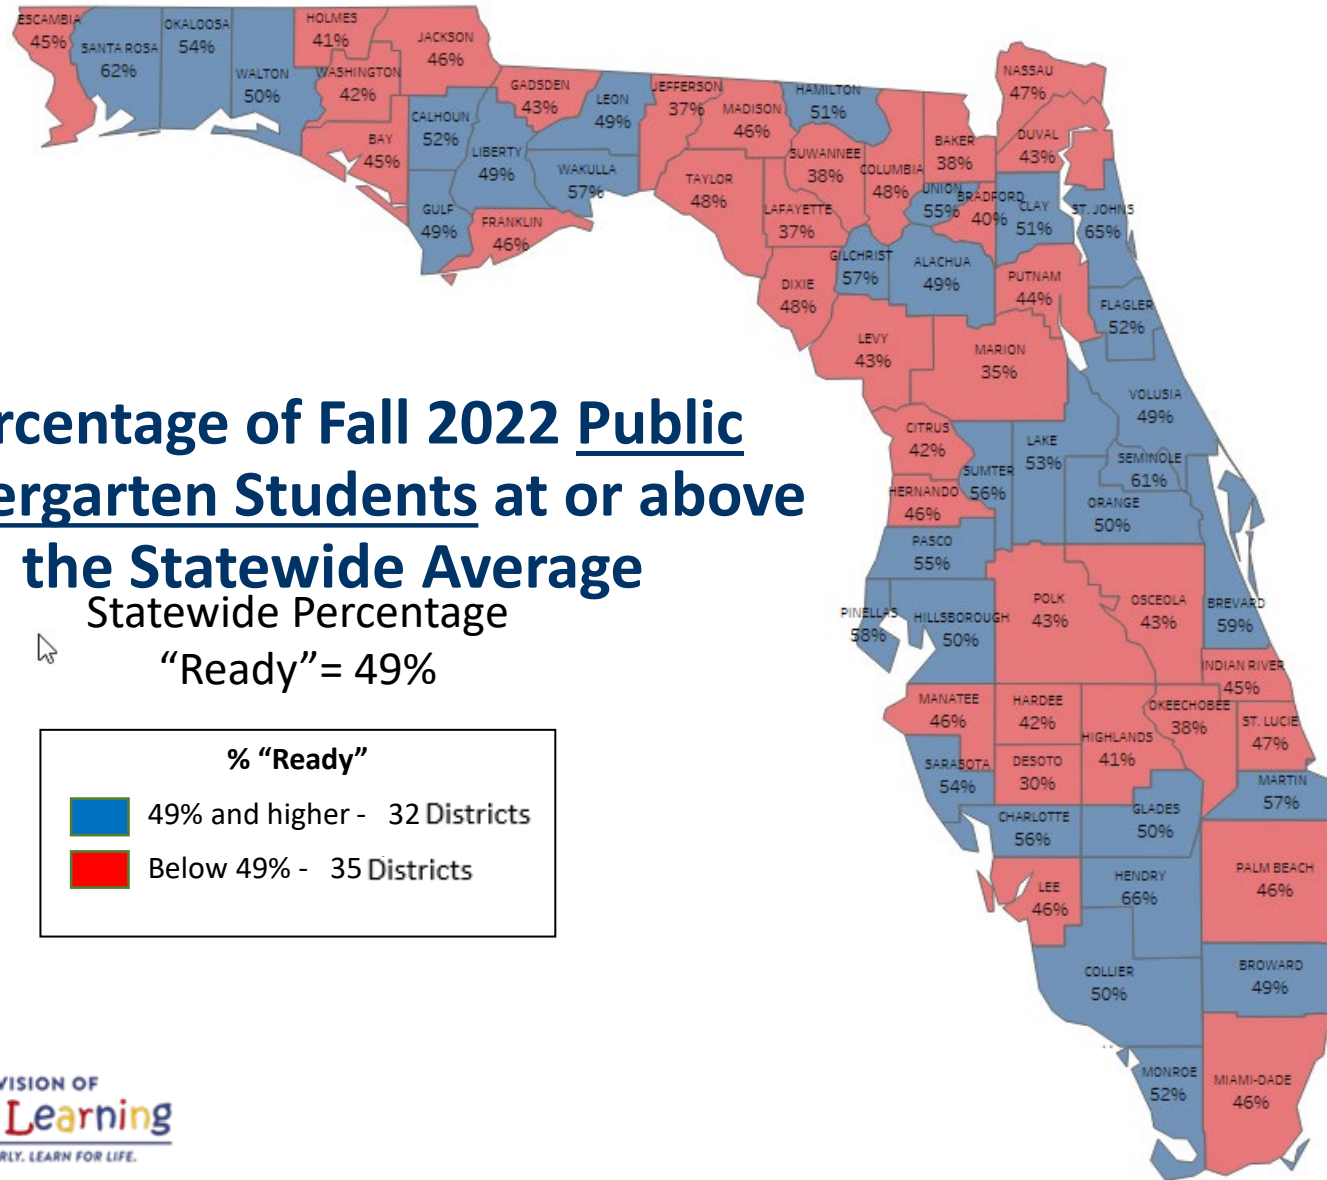 ESCAMBIA
45%
SANTA ROSA
62%
OKALOOSA
54%
WALTON
50%
HOLMES
41%
WASHINGTON
42%
JACKSON
46%
BAY
45%
CALHOUN
52%
GULF
49%
LIBERTY
49%
GADSDEN
43%
FRANKLIN
46%
LEON
49%
WAKULLA
57%
JEFFERSON
37%
MADISON
46%
TAYLOR
48%
HAMILTON
51%
SUWANNEE
38%
LAFAYETTE
37%
DIXIE
48%
COLUMBIA
48%
GILCHRIST
57%
BAKER
38%
UNION
55%
BRADFORD
40%
ALACHUA
49%
NASSAU
47%
DUVAL
43%
CLAY
51%
ST. JOHNS
65%
PUTNAM
44%
FLAGLER
52%
LEVY
43%
MARION
35%
VOLUSIA
49%
CITRUS
42%
SUMTER
56%
LAKE
53%
SEMINOLE
61%
ORANGE
50%
HERNANDO
46%
PASCO
55%
PINELLAS
58%
HILLSBOROUGH
50%
POLK
43%
OSCEOLA
43%
BREVARD
59%
INDIAN RIVER
45%
MANATEE
46%
HARDEE
42%
HIGHLANDS
41%
OKEECHOBEE
38%
ST. LUCIE
47%
SARASOTA
54%
DESOTO
30%
MARTIN
57%
CHARLOTTE
56%
GLADES
50%
LEE
46%
HENDRY
66%
PALM BEACH
46%
COLLIER
50%
BROWARD
49%
MONROE
52%
MIAMI-DADE
46%
rcentage of Fall 2022 Public
ergarten Students at or above
the Statewide Average
Statewide Percentage
“Ready”= 49%
% “Ready”
49% and higher - 32 Districts
Below 49% - 35 Districts
VISION OF
Learning
RLY. LEARN FOR LIFE.